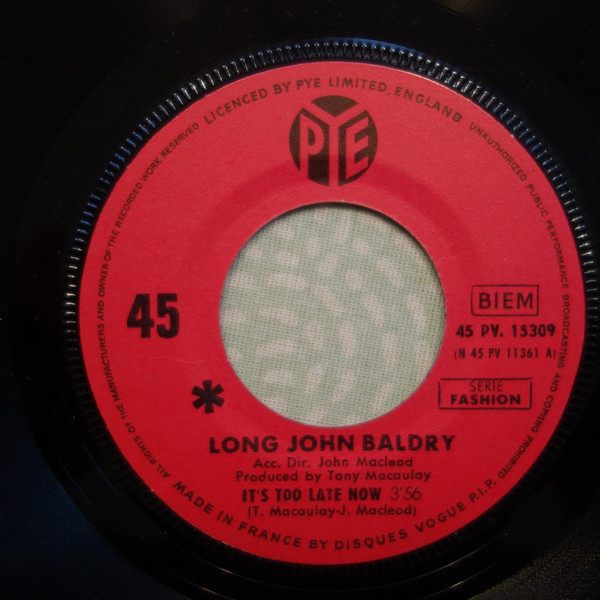 LICENCED BY PYE LIMITED, ENGLAND
UNAUTHORIZED PUBLIC PERFORMANCE BROADCASTING AND COPYING PROHIBITED
ALL RIGHTS OF THE MANUFACTURERS AND OWNER OF THE RECORDED WORK RESERVED
PYE
45
BIEM
45 PV. 15309
(N 45 PV 11361 A)
SERIE
FASHION
*
LONG JOHN BALDRY
Acc. Dir. John Macleod
Produced by Tony Macaulay
IT'S TOO LATE NOW 3'56
(T. Macaulay-J. Macleod)
MADE IN FRANCE BY DISQUES VOGUE P.I.P.